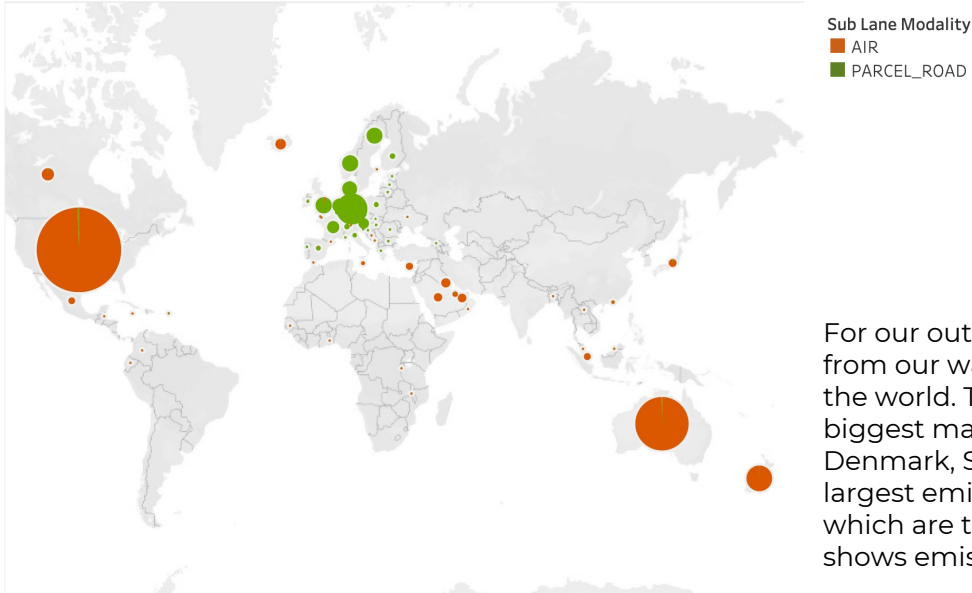 Sub Lane Modality
AIR
PARCEL_ROAD
For our out
from our wa
the world. T
biggest ma
Denmark, S
largest emi
which are t
shows emis